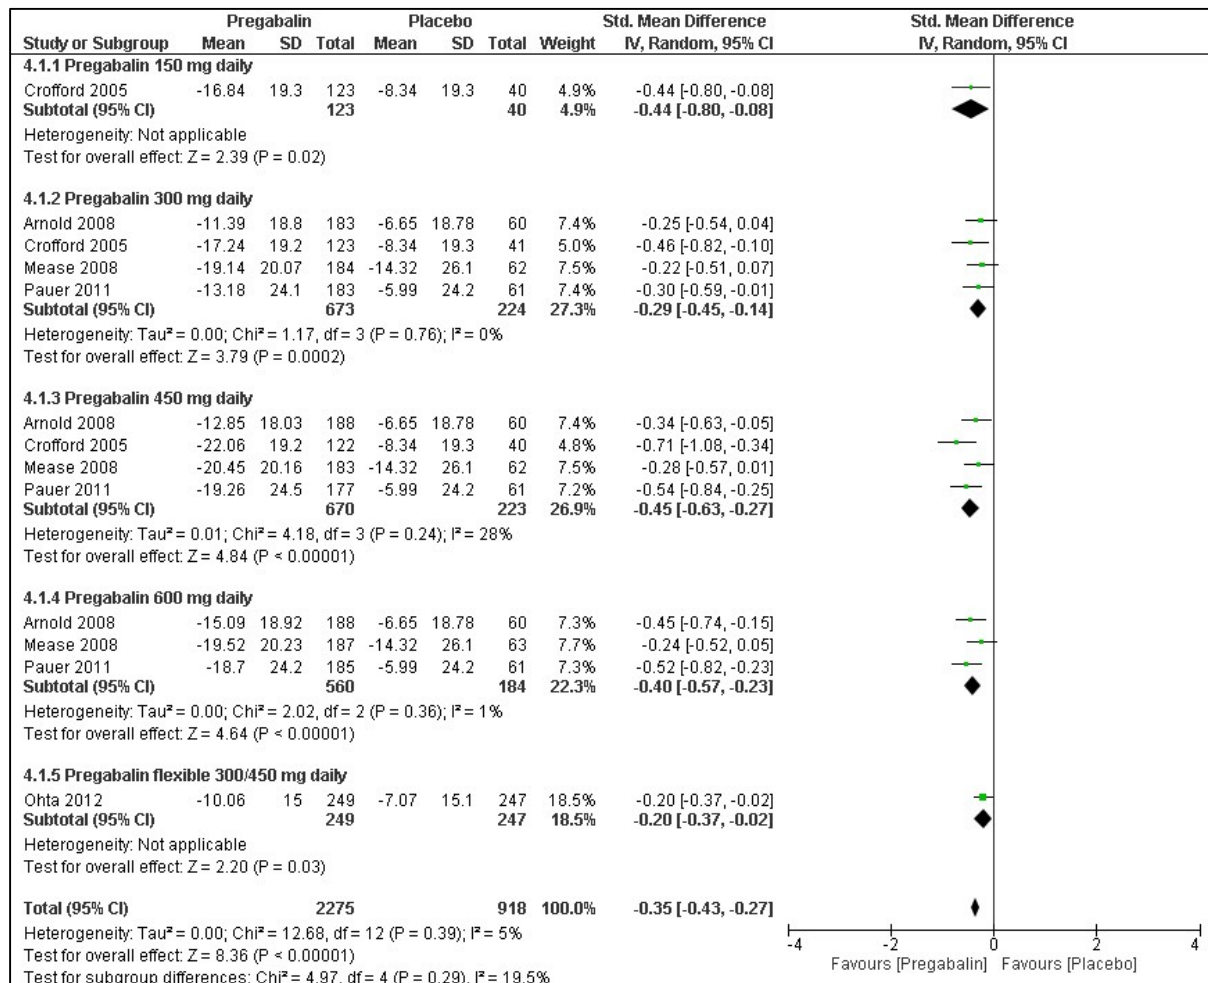 Pregabalin Placebo Std. Mean Difference Std. Mean Difference
Study or Subgroup Mean SD Total Mean SD Total Weight IV, Random, 95% CI IV, Random, 95% CI
4.1.1 Pregabalin 150 mg daily
Crofford 2005 -16.84 19.3 123 -8.34 19.3 40 4.9% -0.44 [-0.80, -0.08]
Subtotal (95% CI) 123 40 4.9% -0.44 [-0.80, -0.08]
Heterogeneity: Not applicable
Test for overall effect: Z = 2.39 (P = 0.02)
4.1.2 Pregabalin 300 mg daily
Arnold 2008 -11.39 18.8 183 -6.65 18.78 60 7.4% -0.25 [-0.54, 0.04]
Crofford 2005 -17.24 19.2 123 -8.34 19.3 41 5.0% -0.46 [-0.82, -0.10]
Mease 2008 -19.14 20.07 184 -14.32 26.1 62 7.5% -0.22 [-0.51, 0.07]
Pauer 2011 -13.18 24.1 183 -5.99 24.2 61 7.4% -0.30 [-0.59, -0.01]
Subtotal (95% CI) 673 224 27.3% -0.29 [-0.45, -0.14]
Heterogeneity: Tau² = 0.00; Chi² = 1.17, df = 3 (P = 0.76); I² = 0%
Test for overall effect: Z = 3.79 (P = 0.0002)
4.1.3 Pregabalin 450 mg daily
Arnold 2008 -12.85 18.03 188 -6.65 18.78 60 7.4% -0.34 [-0.63, -0.05]
Crofford 2005 -22.06 19.2 122 -8.34 19.3 40 4.8% -0.71 [-1.08, -0.34]
Mease 2008 -20.45 20.16 183 -14.32 26.1 62 7.5% -0.28 [-0.57, 0.01]
Pauer 2011 -19.26 24.5 177 -5.99 24.2 61 7.2% -0.54 [-0.84, -0.25]
Subtotal (95% CI) 670 223 26.9% -0.45 [-0.63, -0.27]
Heterogeneity: Tau² = 0.01; Chi² = 4.18, df = 3 (P = 0.24); I² = 28%
Test for overall effect: Z = 4.84 (P < 0.00001)
4.1.4 Pregabalin 600 mg daily
Arnold 2008 -15.09 18.92 188 -6.65 18.78 60 7.3% -0.45 [-0.74, -0.15]
Mease 2008 -19.52 20.23 187 -14.32 26.1 63 7.7% -0.24 [-0.52, 0.05]
Pauer 2011 -18.7 24.2 185 -5.99 24.2 61 7.3% -0.52 [-0.82, -0.23]
Subtotal (95% CI) 560 184 22.3% -0.40 [-0.57, -0.23]
Heterogeneity: Tau² = 0.00; Chi² = 2.02, df = 2 (P = 0.36); I² = 1%
Test for overall effect: Z = 4.64 (P < 0.00001)
4.1.5 Pregabalin flexible 300/450 mg daily
Ohta 2012 -10.06 15 249 -7.07 15.1 247 18.5% -0.20 [-0.37, -0.02]
Subtotal (95% CI) 249 247 18.5% -0.20 [-0.37, -0.02]
Heterogeneity: Not applicable
Test for overall effect: Z = 2.20 (P = 0.03)
Total (95% CI) 2275 918 100.0% -0.35 [-0.43, -0.27]
Heterogeneity: Tau² = 0.00; Chi² = 12.68, df = 12 (P = 0.39); I² = 5%
Test for overall effect: Z = 8.36 (P < 0.00001)
Test for subgroup differences: Chi² = 4.97, df = 4 (P = 0.29), I² = 19.5%
-4 -2 0 2 4
Favours [Pregabalin] Favours [Placebo]